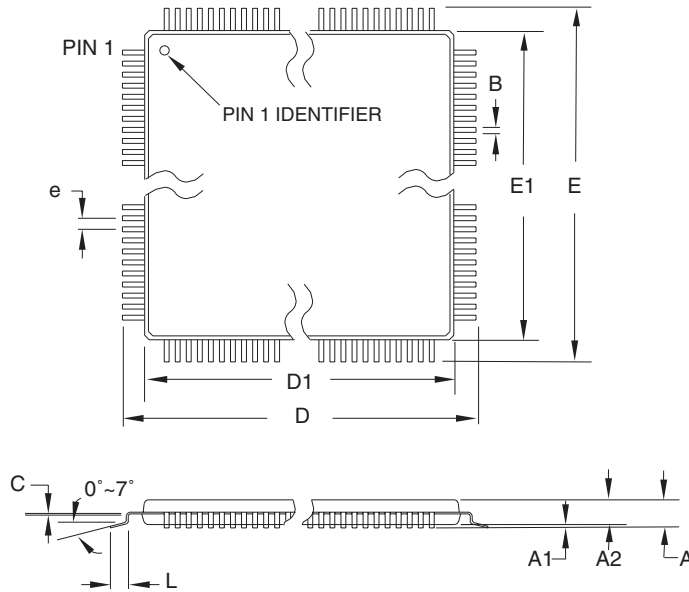 PIN 1
PIN 1 IDENTIFIER
B
e
E1
E
D1
D
C
0°~7°
L
A1
A2
A